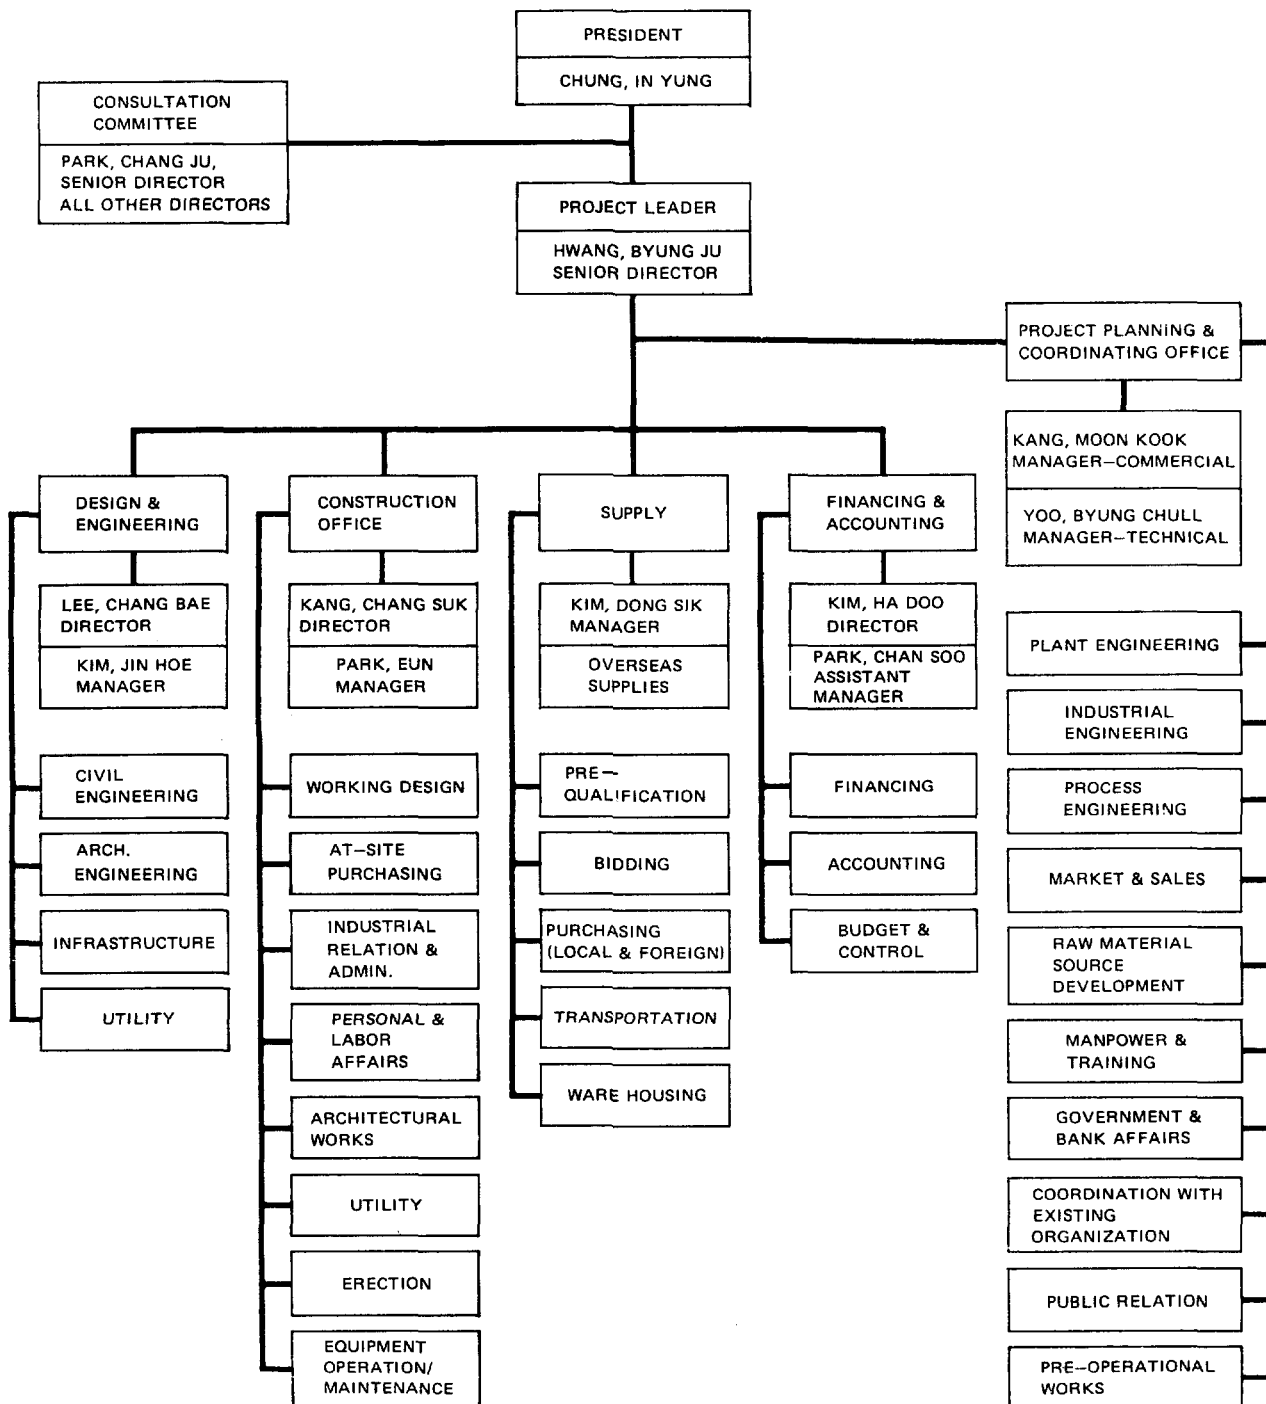 PRESIDENT
CHUNG, IN YUNG
CONSULTATION
COMMITTEE
PARK, CHANG JU,
SENIOR DIRECTOR
ALL OTHER DIRECTORS
PROJECT LEADER
HWANG, BYUNG JU
SENIOR DIRECTOR
PROJECT PLANNING &
COORDINATING OFFICE
KANG, MOON KOOK
MANAGER—COMMERCIAL
YOO, BYUNG CHULL
MANAGER—TECHNICAL
DESIGN &
ENGINEERING
LEE, CHANG BAE
DIRECTOR
KIM, JIN HOE
MANAGER
CIVIL
ENGINEERING
ARCH.
ENGINEERING
INFRASTRUCTURE
UTILITY
CONSTRUCTION
OFFICE
KANG, CHANG SUK
DIRECTOR
PARK, EUN
MANAGER
WORKING DESIGN
AT—SITE
PURCHASING
INDUSTRIAL
RELATION &
ADMIN.
PERSONAL &
LABOR
AFFAIRS
ARCHITECTURAL
WORKS
UTILITY
ERECTION
EQUIPMENT
OPERATION/
MAINTENANCE
SUPPLY
KIM, DONG SIK
MANAGER
OVERSEAS
SUPPLIES
PRE—
QUALIFICATION
BIDDING
PURCHASING
(LOCAL & FOREIGN)
TRANSPORTATION
WARE HOUSING
FINANCING &
ACCOUNTING
KIM, HA DOO
DIRECTOR
PARK, CHAN SOO
ASSISTANT
MANAGER
FINANCING
ACCOUNTING
BUDGET &
CONTROL
PLANT ENGINEERING
INDUSTRIAL
ENGINEERING
PROCESS
ENGINEERING
MARKET & SALES
RAW MATERIAL
SOURCE
DEVELOPMENT
MANPOWER &
TRAINING
GOVERNMENT &
BANK AFFAIRS
COORDINATION WITH
EXISTING
ORGANIZATION
PUBLIC RELATION
PRE—OPERATIONAL
WORKS